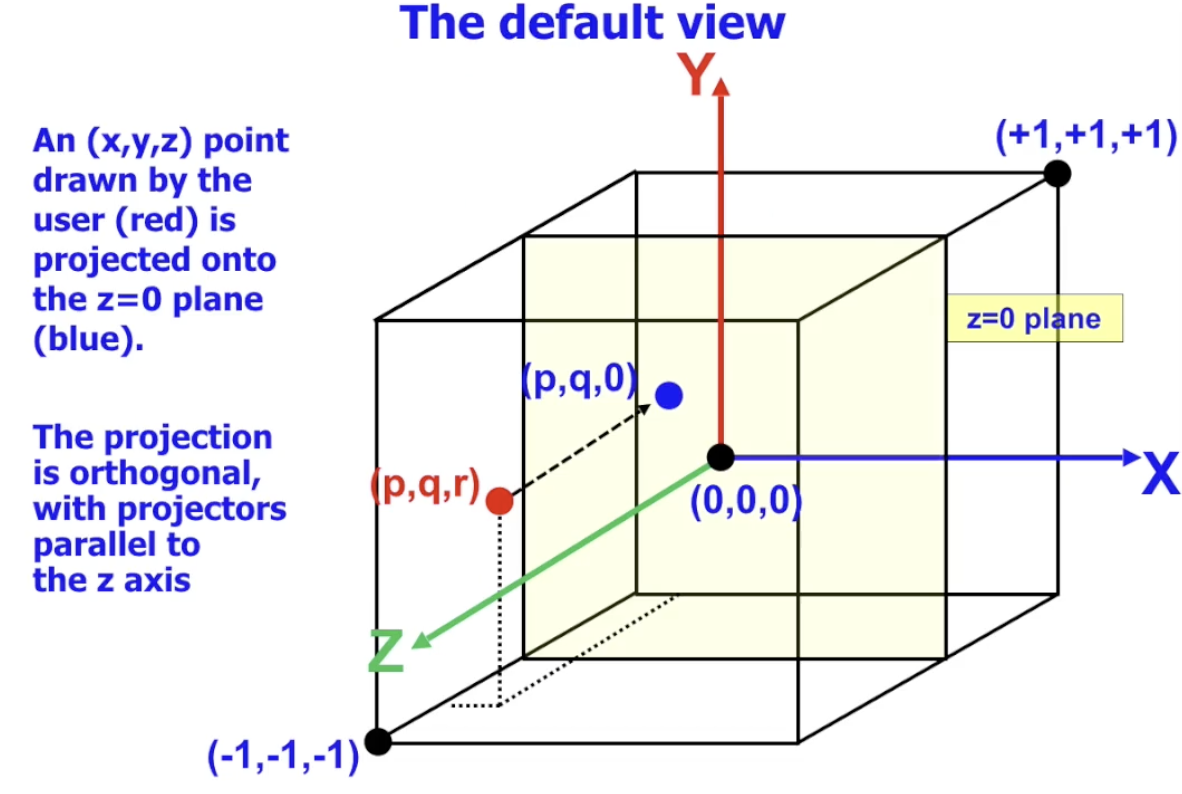 The default view
Y
(+1,+1,+1)
An (x,y,z) point
drawn by the
user (red) is
projected onto
the z=0 plane
(blue).
z=0 plane
(p,q,0)
The projection
is orthogonal,
with projectors
parallel to
the z axis
(p,q,r)
X
(0,0,0)
Z
(-1,-1,-1)